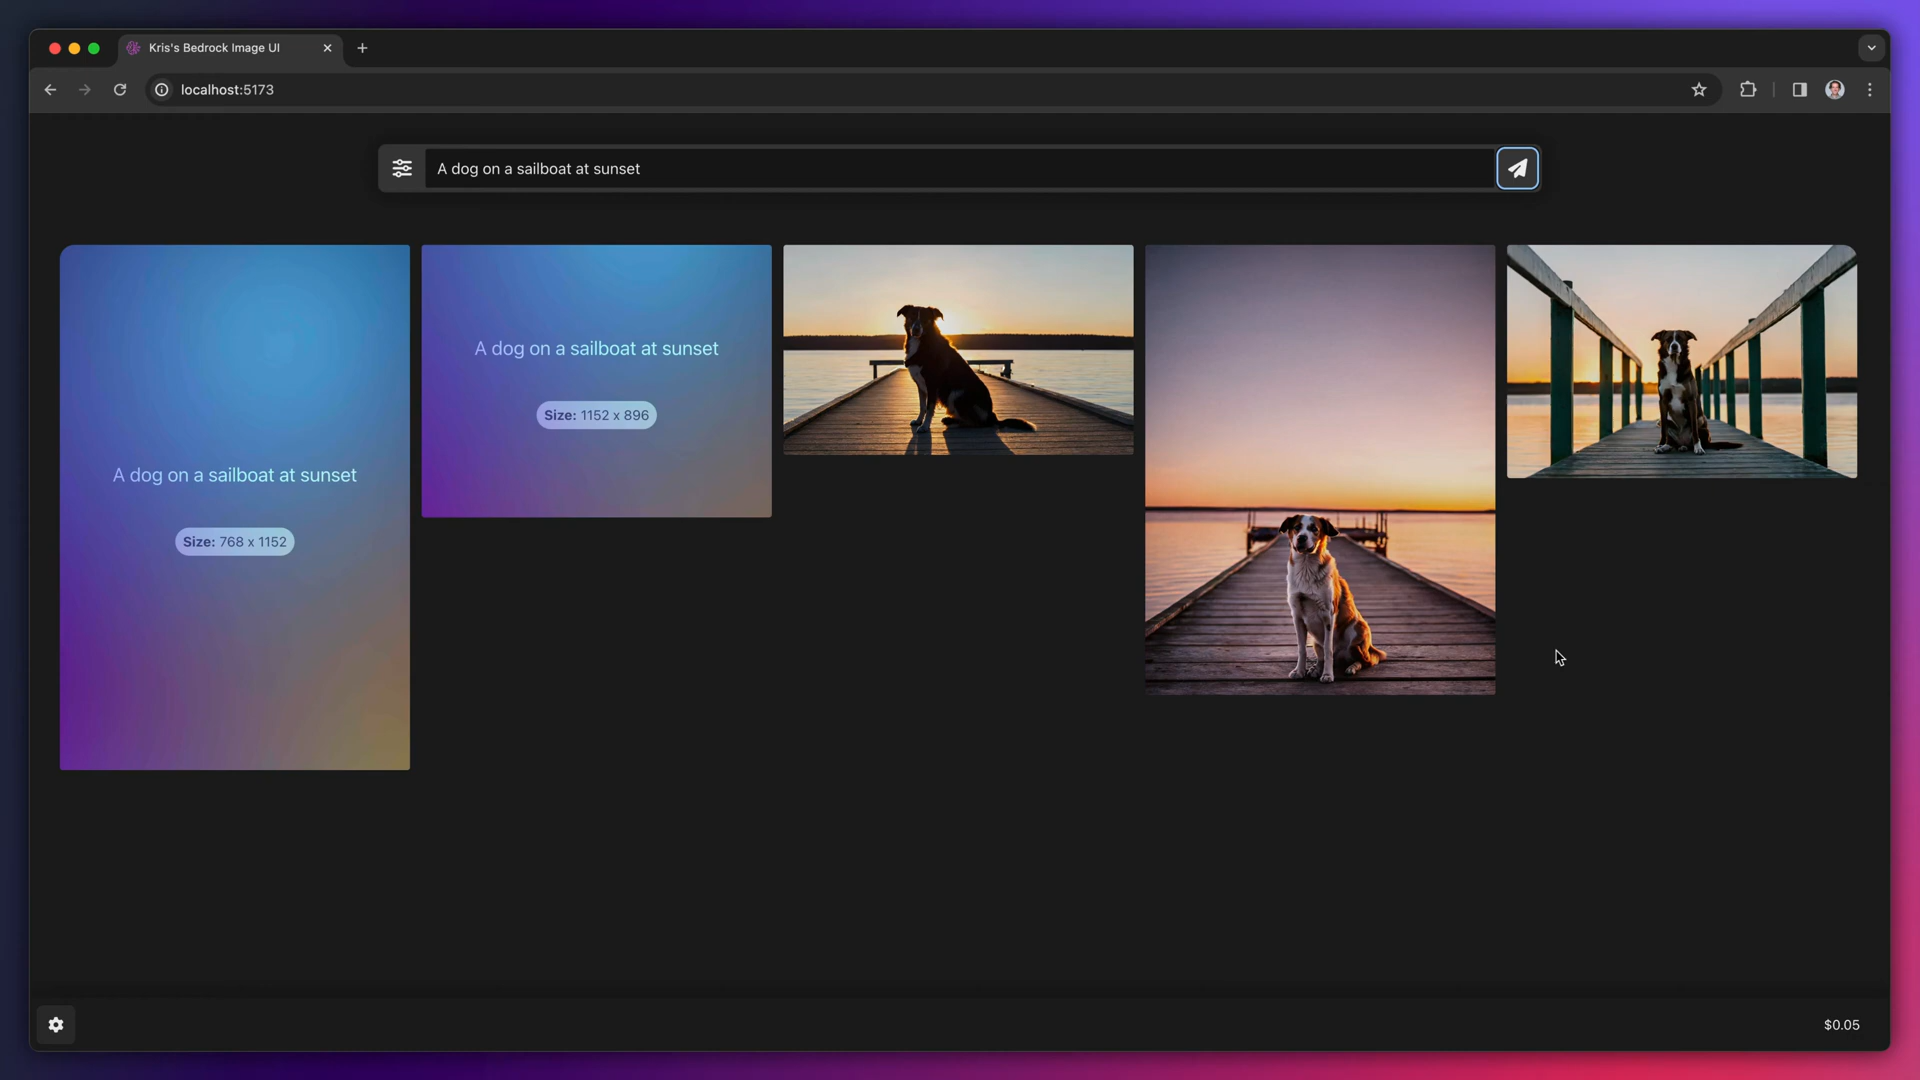 Kris's Bedrock Image UI
localhost:5173
A dog on a sailboat at sunset
A dog on a sailboat at sunset
Size: 768 x 1152
A dog on a sailboat at sunset
Size: 1152 x 896
$0.05